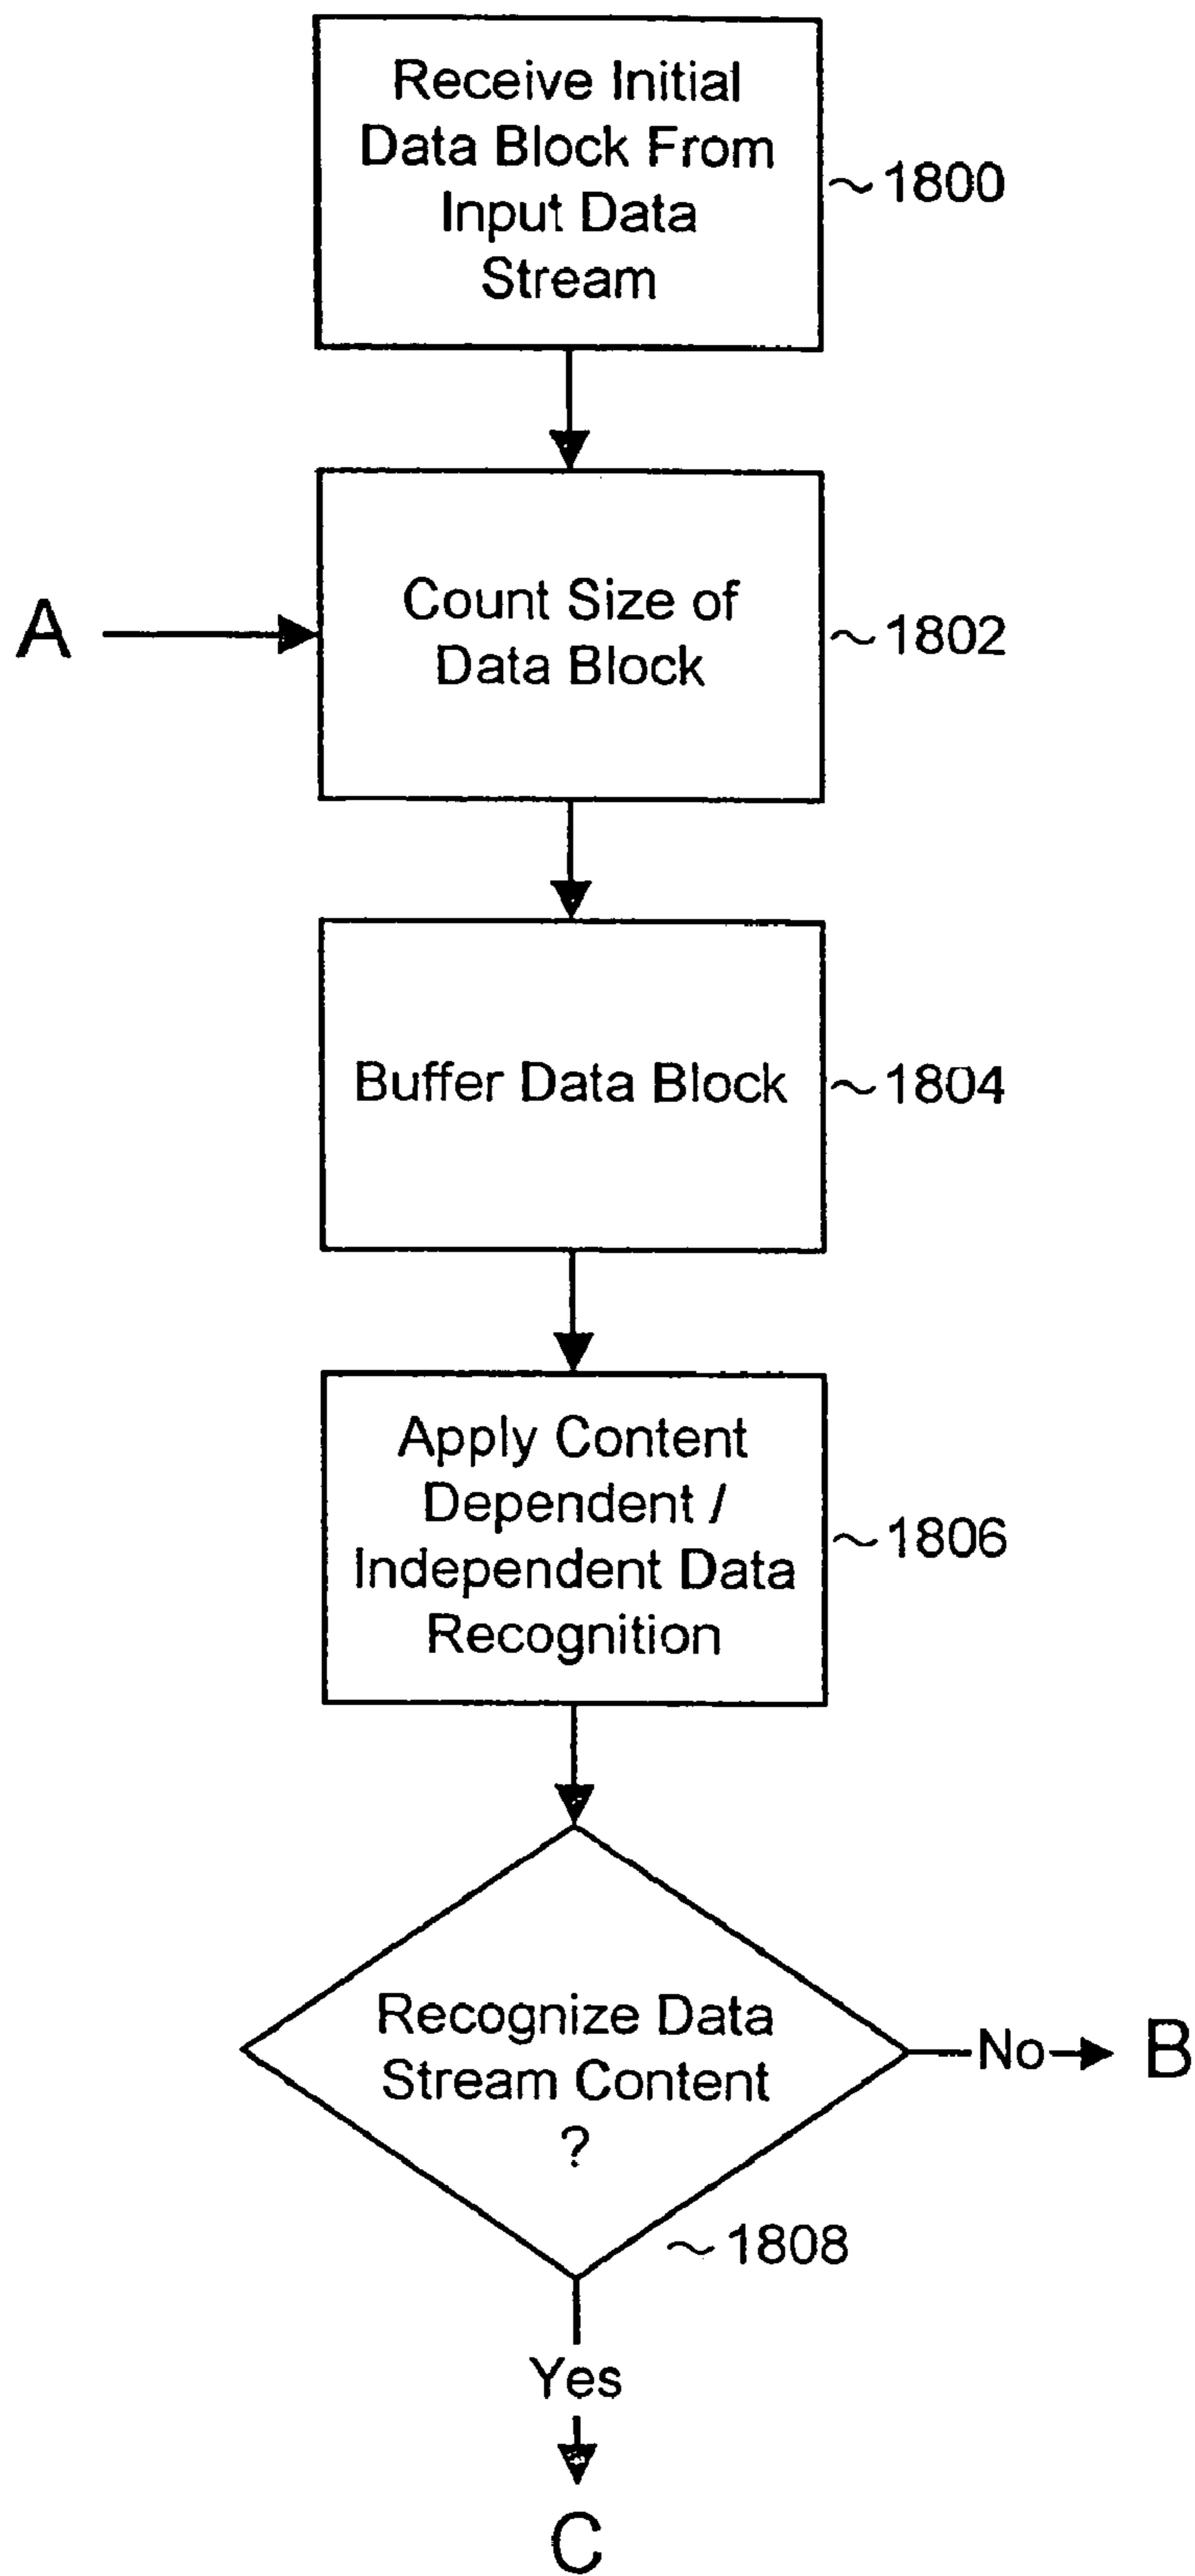 Receive Initial
Data Block From
Input Data
Stream
~1800
A
Count Size of
Data Block
~1802
Buffer Data Block
~1804
Apply Content
Dependent /
Independent Data
Recognition
~1806
Recognize Data
Stream Content
?
No
B
~1808
Yes
C